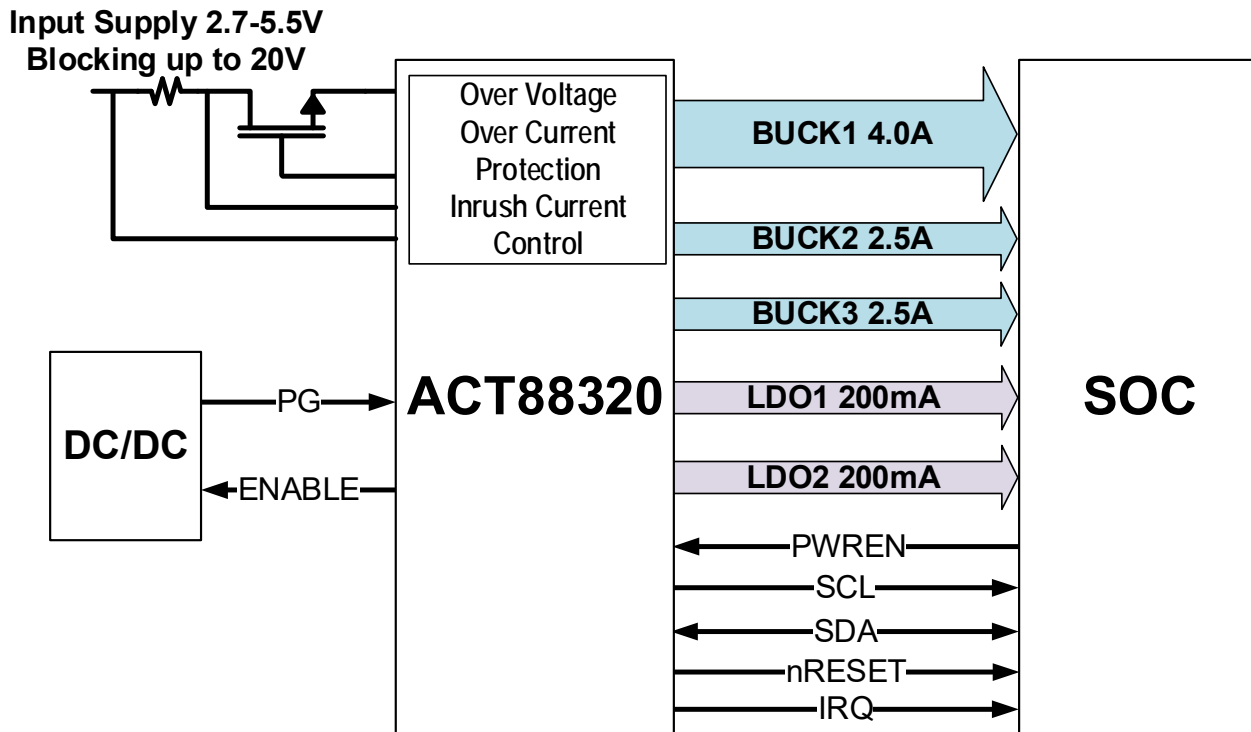 Input Supply 2.7-5.5V
Blocking up to 20V
Over Voltage
Over Current
Protection
Inrush Current
Control
BUCK1 4.0A
BUCK2 2.5A
BUCK3 2.5A
LDO1 200mA
LDO2 200mA
ACT88320
SOC
DC/DC
PG
ENABLE
PWREN
SCL
SDA
nRESET
IRQ